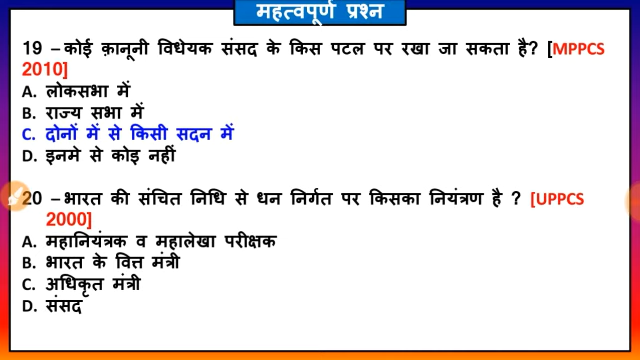 महत्वपूर्ण प्रश्न
19 – कोई क़ानूनी विधेयक संसद के किस पटल पर रखा जा सकता है? [MPPCS
2010]
A. लोकसभा में
B. राज्य सभा में
C. दोनों में से किसी सदन में
D. इनमे से कोइ नहीं
20 – भारत की संचित निधि से धन निर्गत पर किसका नियंत्रण है ? [UPPCS
2000]
A. महानियंत्रक व महालेखा परीक्षक
B. भारत के वित्त मंत्री
C. अधिकृत मंत्री
D. संसद